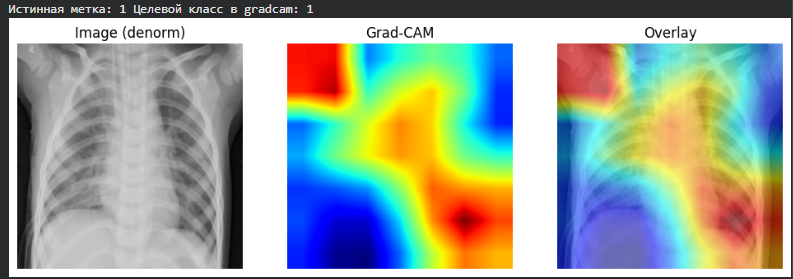 Истинная метка: 1 Целевой класс в gradcam: 1
Image (denorm)
Grad-CAM
Overlay